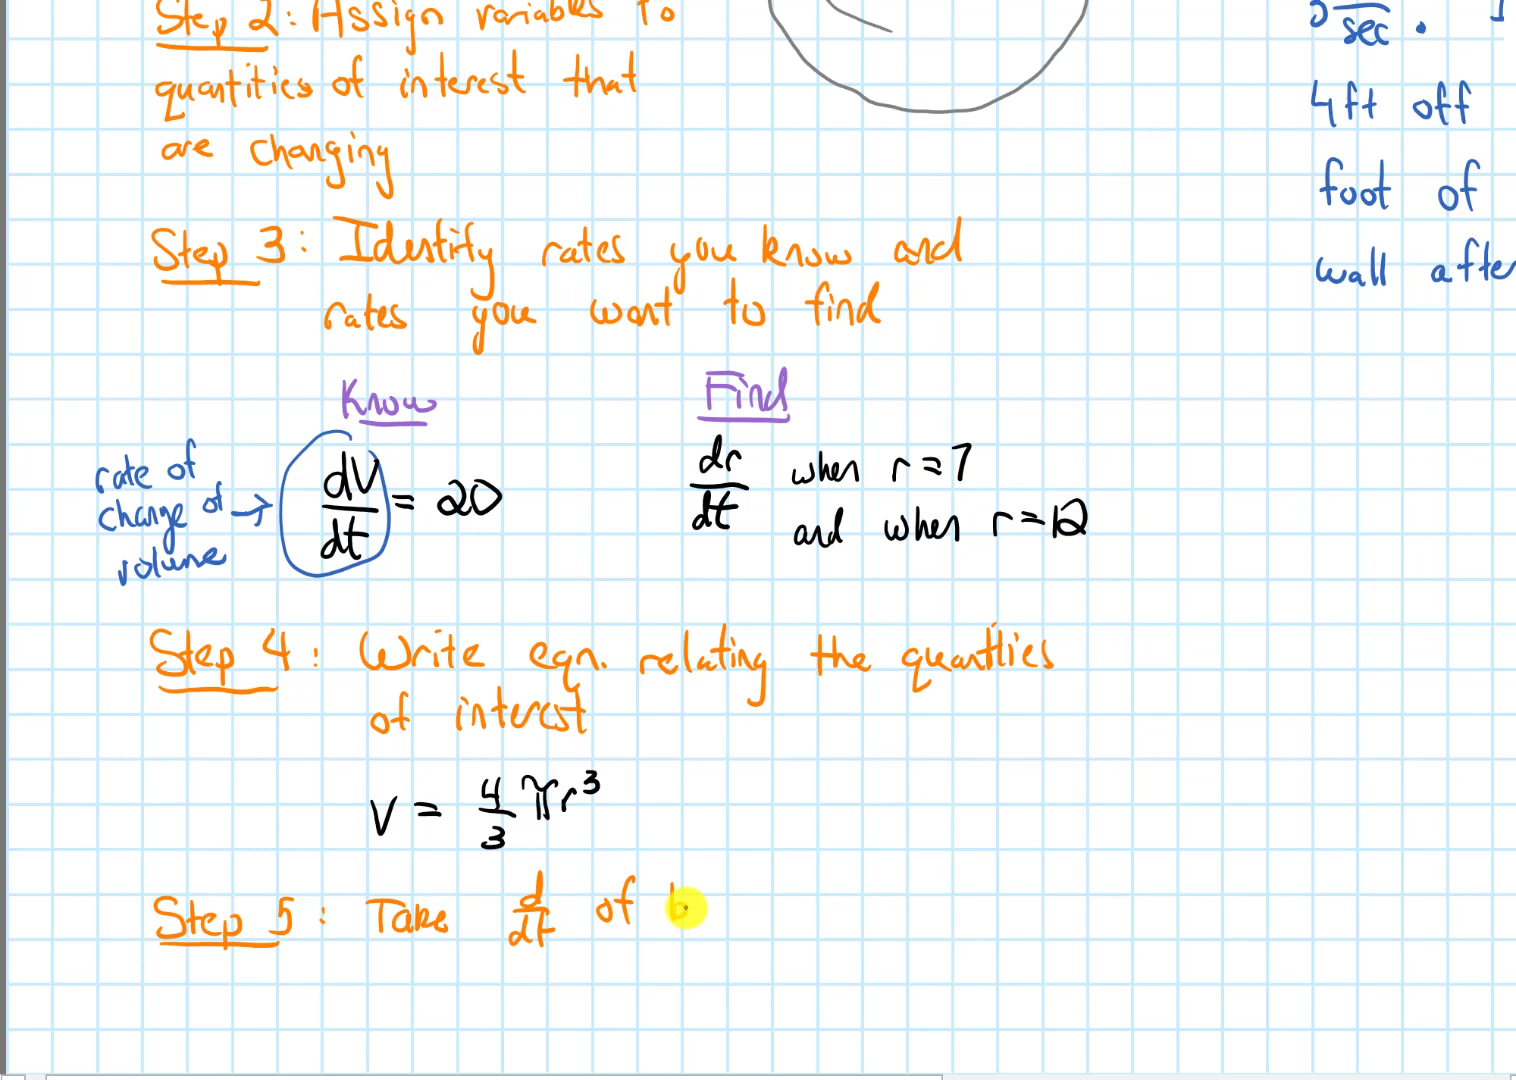 Step 2: Assign variables to
quantities of interest that
are changing
Step 3: Identify rates you know and
rates you want to find
Know
rate of
change of →
volume
dV/dt = 20
Find
dr/dt when r = 7
and when r = 12
Step 4: Write eqn. relating the quantities
of interest
V = 4/3 πr³
Step 5: Take d/dt of b
sec.
4ft off
foot of
wall after